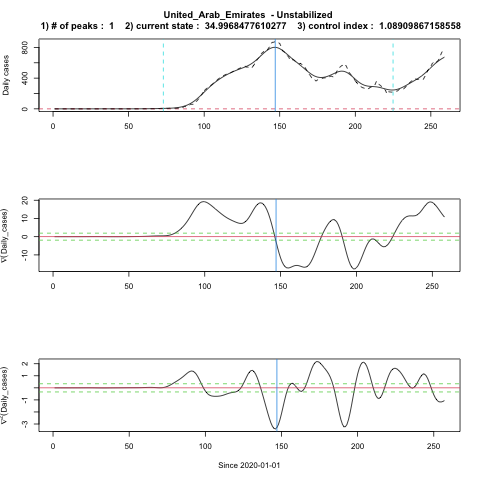 United_Arab_Emirates - Unstabilized
1) # of peaks : 1 2) current state : 34.9968477610277 3) control index : 1.08909867158558
Daily cases
0 400 800
0 50 100 150 200 250
∇(Daily_cases)
-10 0 10 20
0 50 100 150 200 250
∇²(Daily_cases)
-3 -1 1 2
0 50 100 150 200 250
Since 2020-01-01